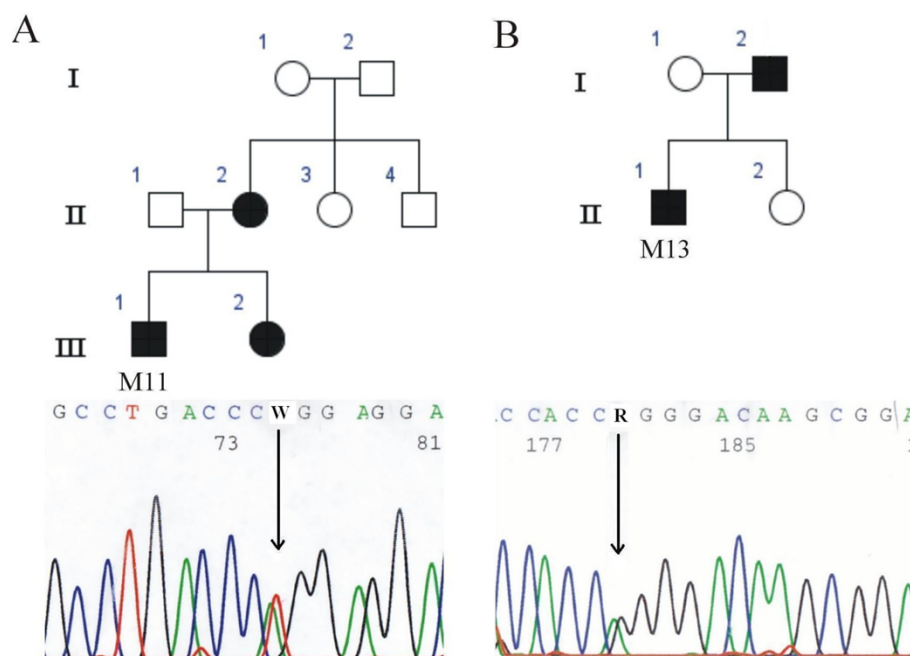 A
1 2
I
1 2 3 4
II
1 2
III
M11
G C C T G A C C C W G G A G G A
73 81
B
1 2
I
1 2
II
M13
C C A C C R G G G A C A A G C G G A
177 185